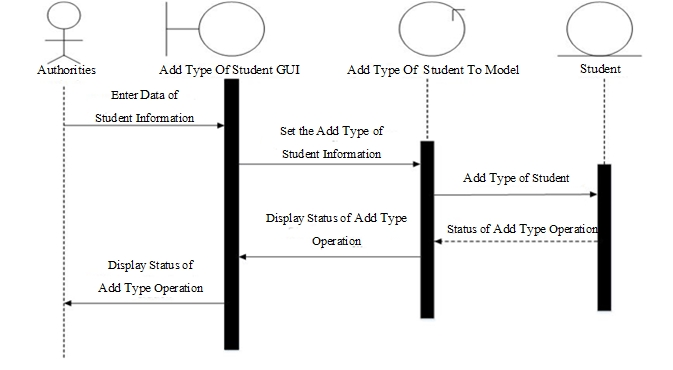 Authorities
Add Type Of Student GUI
Add Type Of Student To Model
Student
Enter Data of
Student Information
Set the Add Type of
Student Information
Add Type of Student
Display Status of Add Type
Operation
Status of Add Type Operation
Display Status of
Add Type Operation